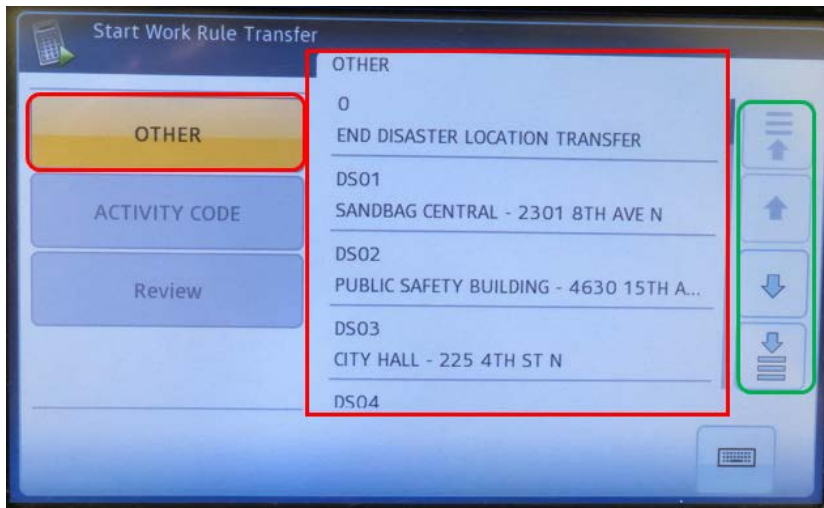 Start Work Rule Transfer
OTHER
ACTIVITY CODE
Review
OTHER
0
END DISASTER LOCATION TRANSFER
DS01
SANDBAG CENTRAL - 2301 8TH AVE N
DS02
PUBLIC SAFETY BUILDING - 4630 15TH A...
DS03
CITY HALL - 225 4TH ST N
DS04